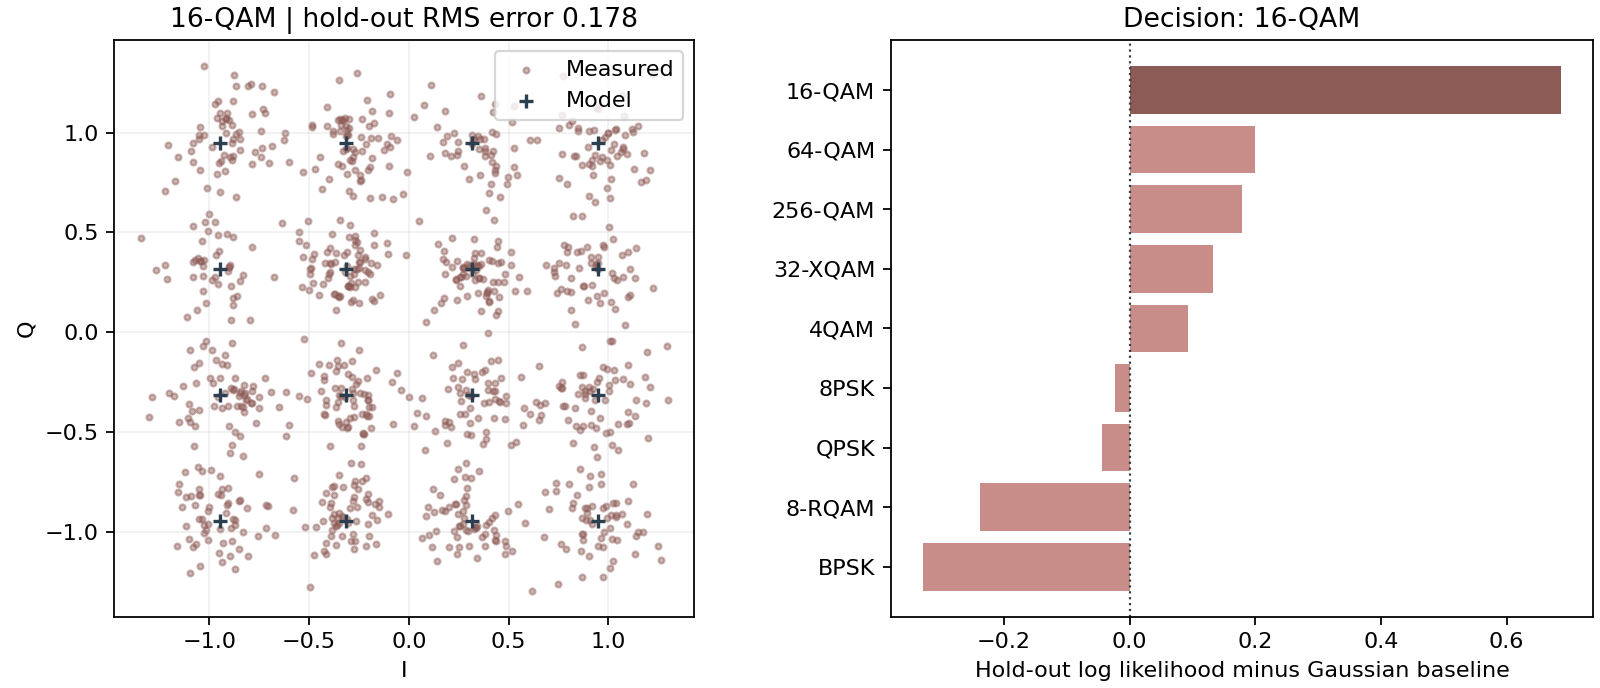 16-QAM | hold-out RMS error 0.178
Measured
Model
1.0
0.5
0.0
−0.5
−1.0
Q
−1.0 −0.5 0.0 0.5 1.0
I
Decision: 16-QAM
16-QAM
64-QAM
256-QAM
32-XQAM
4QAM
8PSK
QPSK
8-RQAM
BPSK
−0.2 0.0 0.2 0.4 0.6
Hold-out log likelihood minus Gaussian baseline